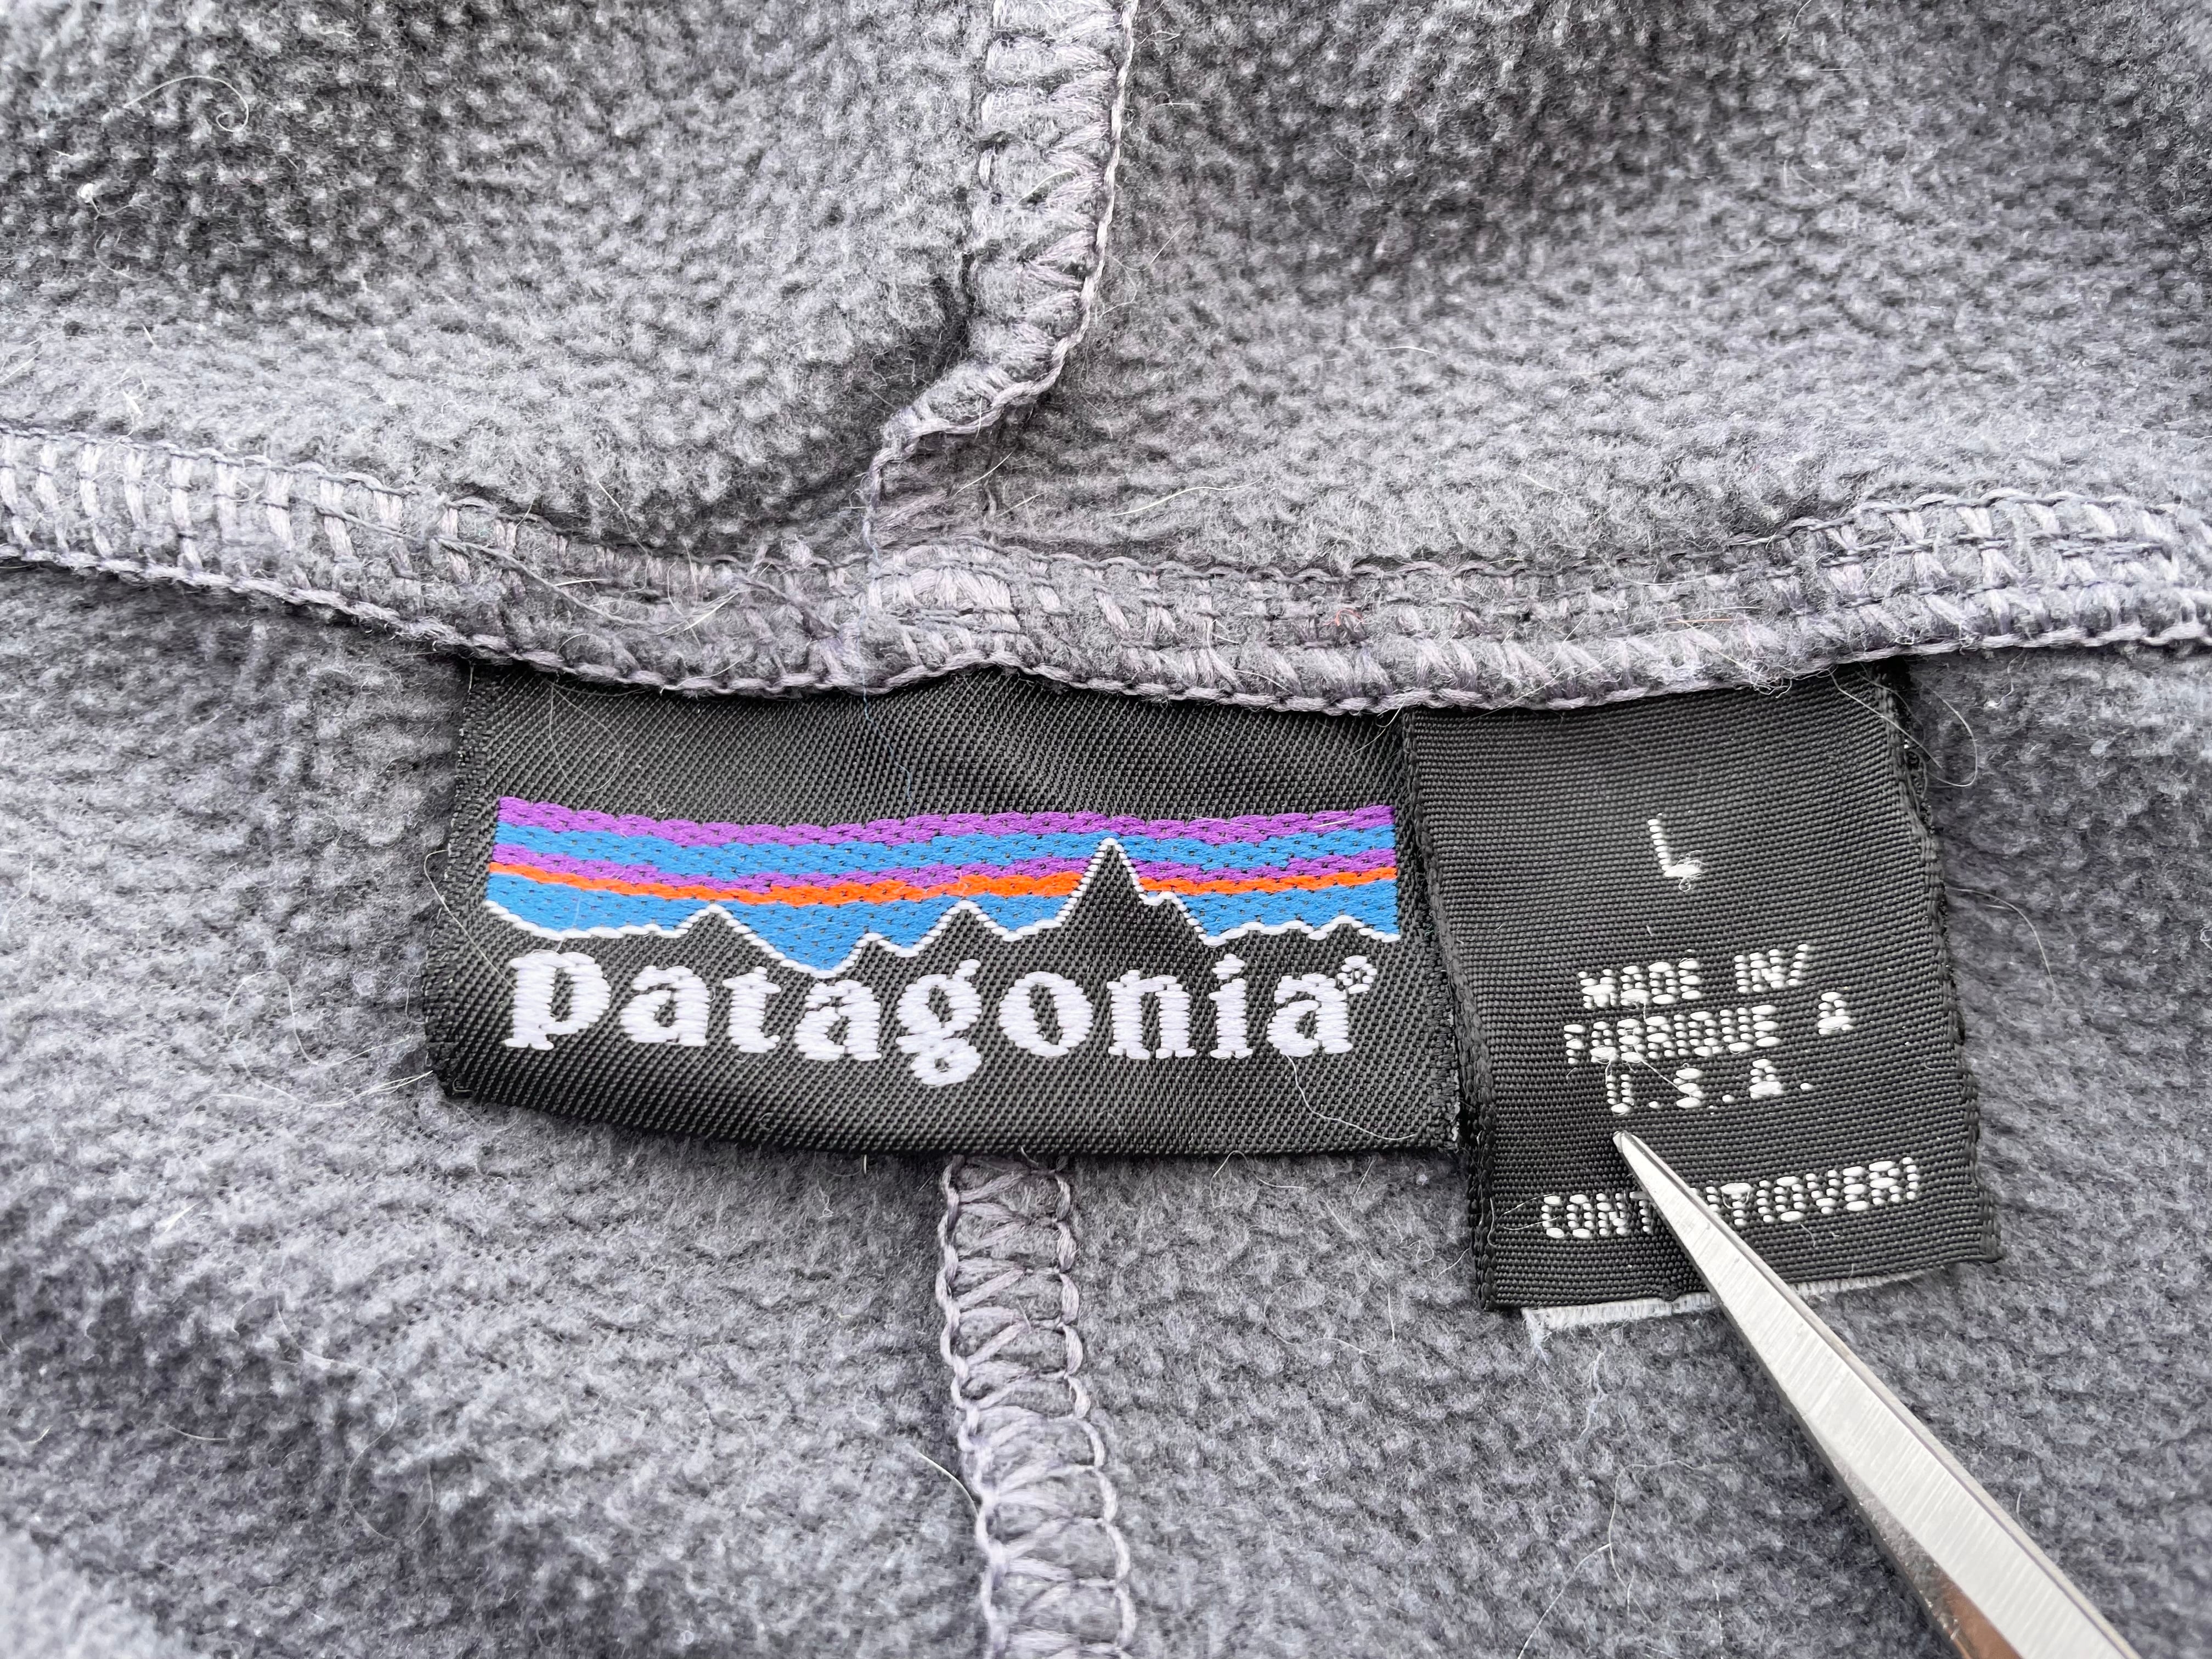 patagonia®
L
MADE IN/
FABRIQUE A
U.S.A.